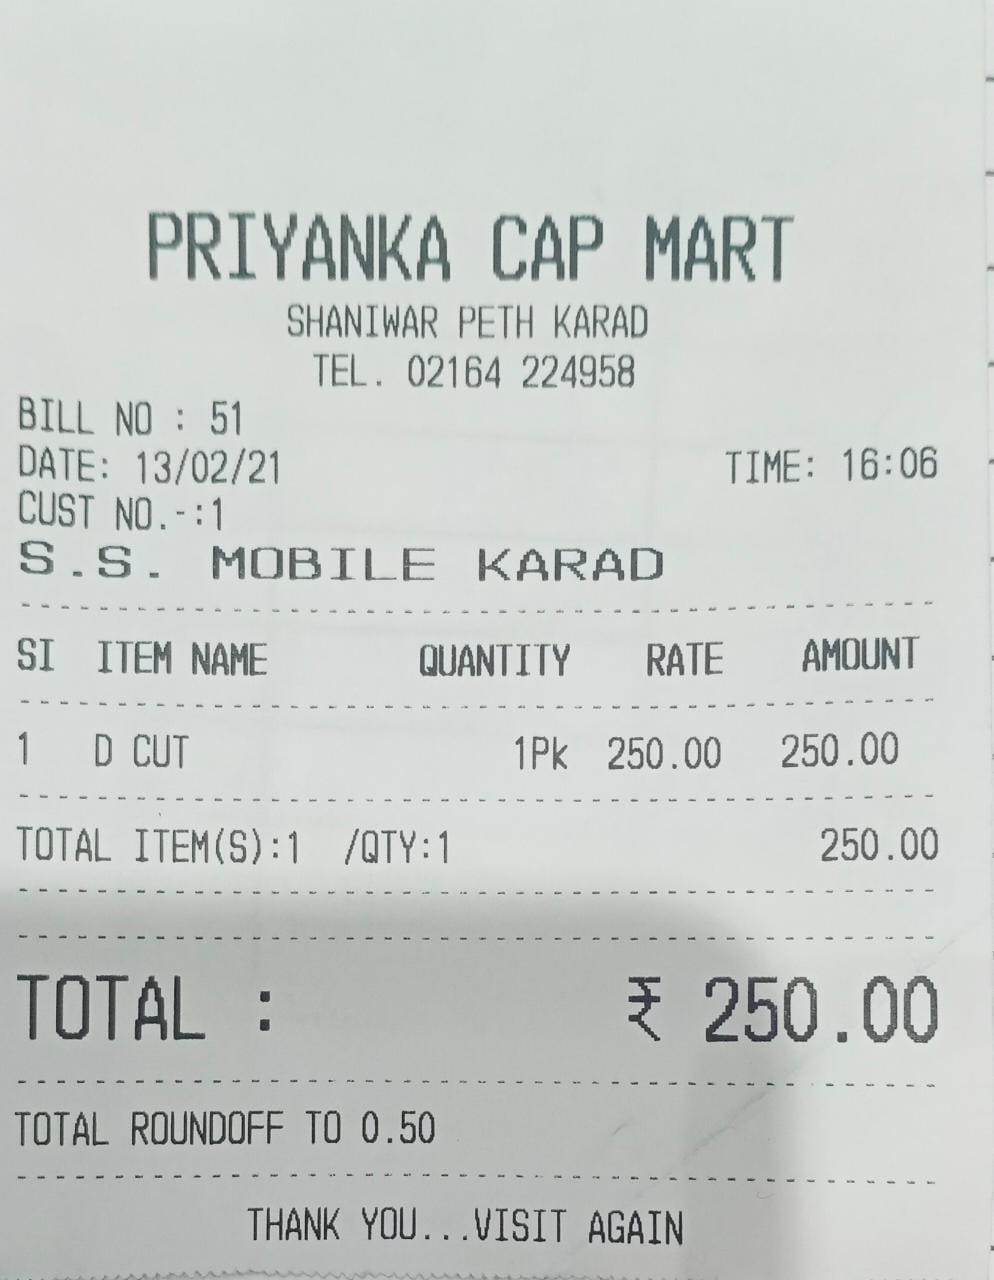 PRIYANKA CAP MART
SHANIWAR PETH KARAD
TEL. 02164 224958
BILL NO : 51
DATE: 13/02/21 TIME: 16:06
CUST NO.-:1
S.S. MOBILE KARAD
SI ITEM NAME QUANTITY RATE AMOUNT
1 D CUT 1Pk 250.00 250.00
TOTAL ITEM(S):1 /QTY:1 250.00
TOTAL : ₹ 250.00
TOTAL ROUNDOFF TO 0.50
THANK YOU...VISIT AGAIN